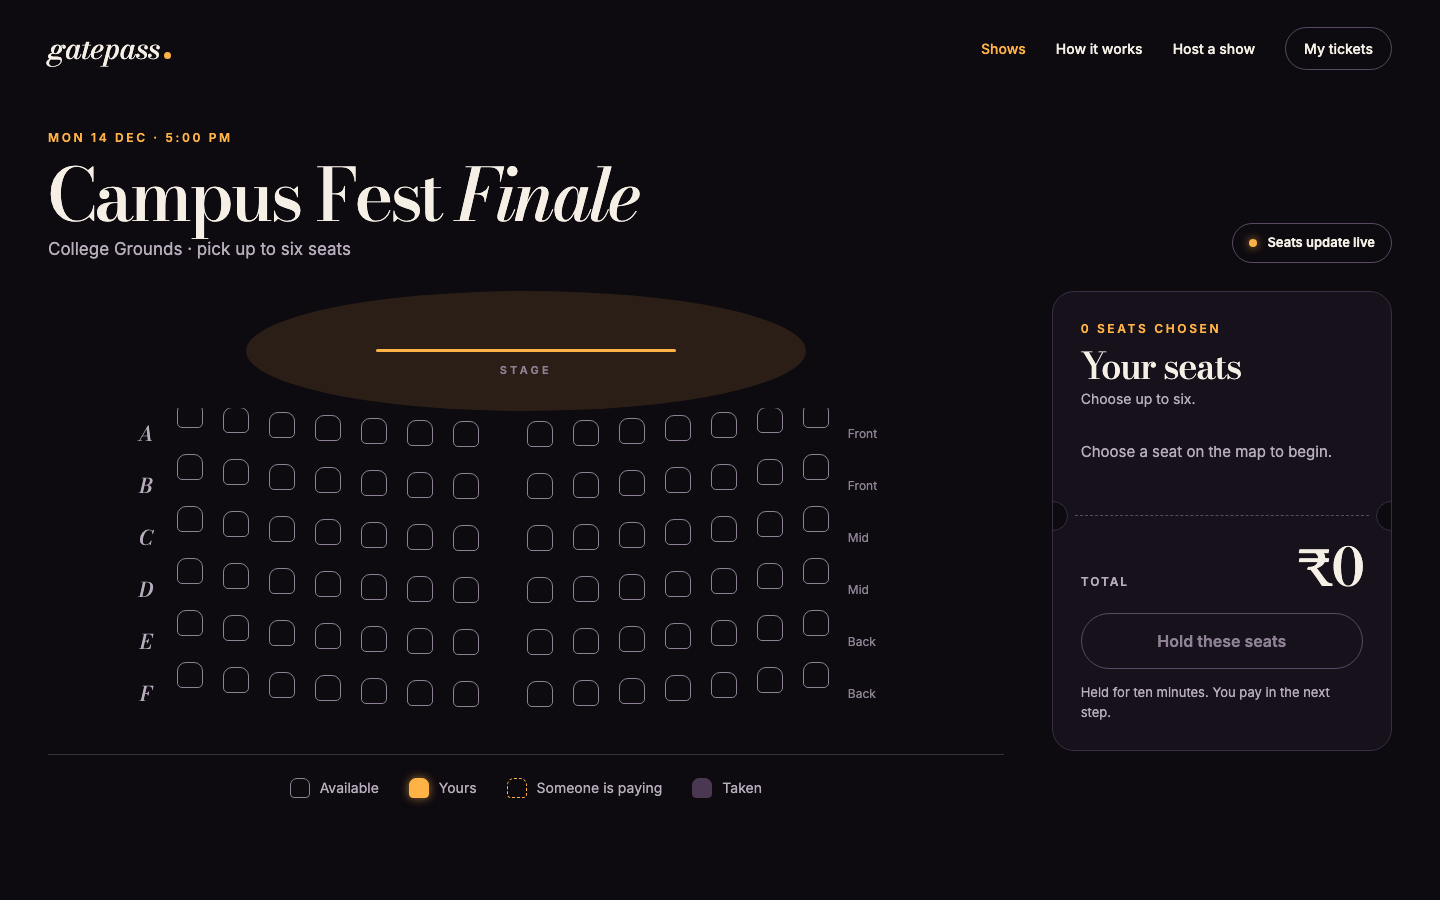 gatepass.
Shows
How it works
Host a show
My tickets
MON 14 DEC · 5:00 PM
Campus Fest Finale
College Grounds · pick up to six seats
Seats update live
STAGE
A Front
B Front
C Mid
D Mid
E Back
F Back
Available
Yours
Someone is paying
Taken
0 SEATS CHOSEN
Your seats
Choose up to six.
Choose a seat on the map to begin.
TOTAL ₹0
Hold these seats
Held for ten minutes. You pay in the next
step.